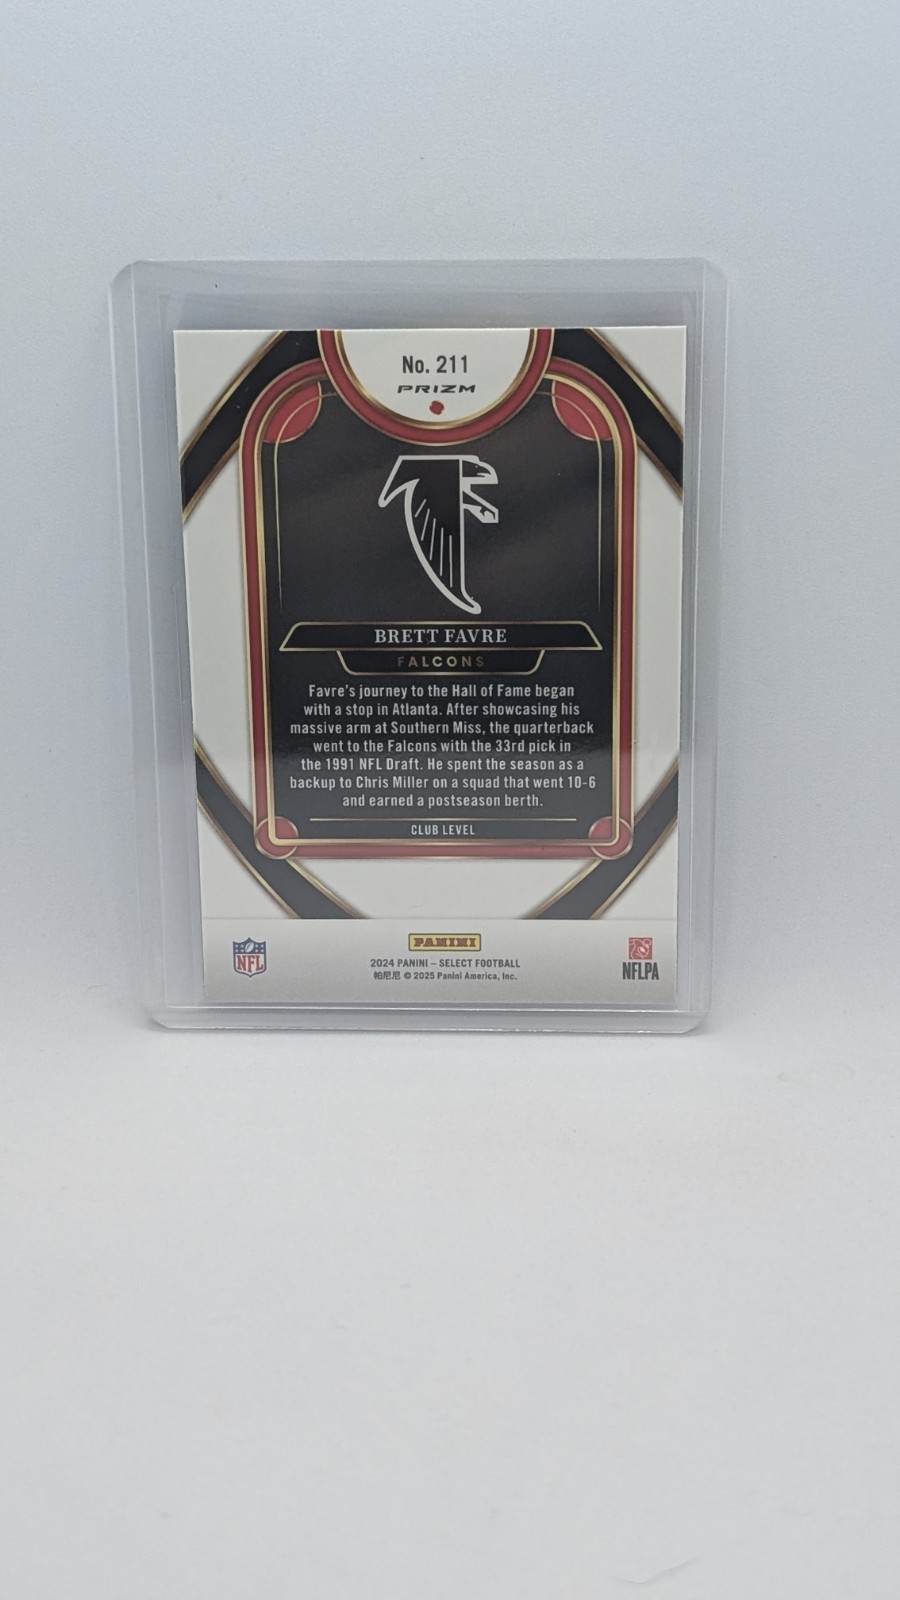 No. 211
PRIZM
BRETT FAVRE
FALCONS
Favre's journey to the Hall of Fame began
with a stop in Atlanta. After showcasing his
massive arm at Southern Miss, the quarterback
went to the Falcons with the 33rd pick in
the 1991 NFL Draft. He spent the season as a
backup to Chris Miller on a squad that went 10-6
and earned a postseason berth.
CLUB LEVEL
PANINI
NFL
2024 PANINI – SELECT FOOTBALL
帕尼尼 © 2025 Panini America, Inc.
NFLPA